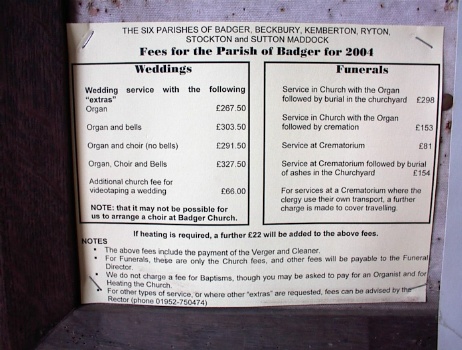 THE SIX PARISHES OF BADGER, BECKBURY, KEMBERTON, RYTON,
STOCKTON and SUTTON MADDOCK
Fees for the Parish of Badger for 2004
Weddings
Wedding service with the following
"extras"
Organ £267.50
Organ and bells £303.50
Organ and choir (no bells) £291.50
Organ, Choir and Bells £327.50
Additional church fee for
videotaping a wedding £66.00
NOTE: that it may not be possible for
us to arrange a choir at Badger Church.
Funerals
Service in Church with the Organ
followed by burial in the churchyard £298
Service in Church with the Organ
followed by cremation £153
Service at Crematorium £81
Service at Crematorium followed by burial
of ashes in the Churchyard £154
For services at a Crematorium where the
clergy use their own transport, a further
charge is made to cover travelling.
If heating is required, a further £22 will be added to the above fees.
NOTES
• The above fees include the payment of the Verger and Cleaner.
• For Funerals, these are only the Church fees, and other fees will be payable to the Funeral
Director.
• We do not charge a fee for Baptisms, though you may be asked to pay for an Organist and for
Heating the Church.
• For other types of service, or where other "extras" are requested, fees can be advised by the
Rector (phone 01952-750474)